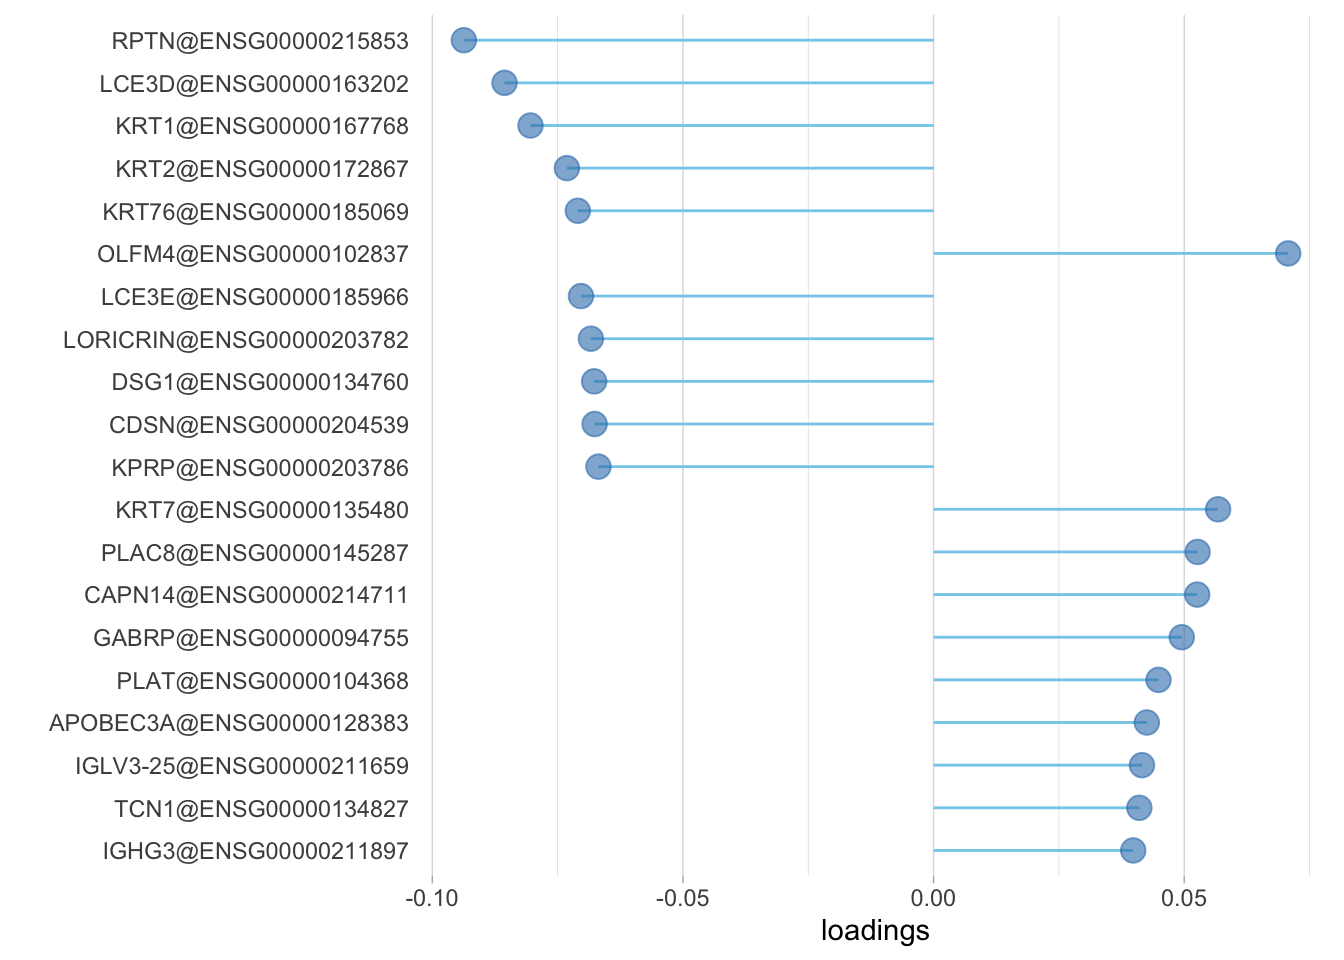 RPTN@ENSG00000215853
LCE3D@ENSG00000163202
KRT1@ENSG00000167768
KRT2@ENSG00000172867
KRT76@ENSG00000185069
OLFM4@ENSG00000102837
LCE3E@ENSG00000185966
LORICRIN@ENSG00000203782
DSG1@ENSG00000134760
CDSN@ENSG00000204539
KPRP@ENSG00000203786
KRT7@ENSG00000135480
PLAC8@ENSG00000145287
CAPN14@ENSG00000214711
GABRP@ENSG00000094755
PLAT@ENSG00000104368
APOBEC3A@ENSG00000128383
IGLV3-25@ENSG00000211659
TCN1@ENSG00000134827
IGHG3@ENSG00000211897
-0.10 -0.05 0.00 0.05
loadings